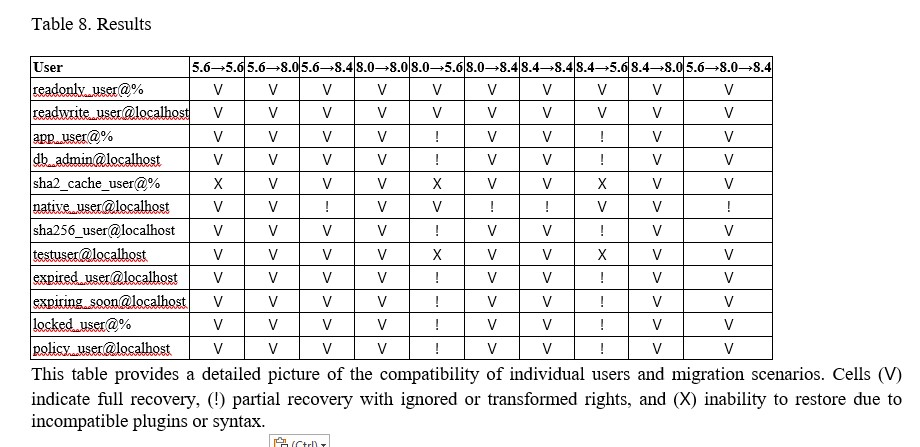 Table 8. Results
User 5.6→5.6 5.6→8.0 5.6→8.4 8.0→8.0 8.0→5.6 8.0→8.4 8.4→8.4 8.4→5.6 8.4→8.0 5.6→8.0→8.4
readonly_user@% V V V V V V V V V V
readwrite_user@localhost V V V V V V V V V V
app_user@% V V V V ! V V ! V V
db_admin@localhost V V V V ! V V ! V V
sha2_cache_user@% X V V V X V V X V V
native_user@localhost V V ! V V ! ! V V !
sha256_user@localhost V V V V ! V V ! V V
testuser@localhost V V V V X V V X V V
expired_user@localhost V V V V ! V V ! V V
expiring_soon@localhost V V V V ! V V ! V V
locked_user@% V V V V ! V V ! V V
policy_user@localhost V V V V ! V V ! V V
This table provides a detailed picture of the compatibility of individual users and migration scenarios. Cells (V)
indicate full recovery, (!) partial recovery with ignored or transformed rights, and (X) inability to restore due to
incompatible plugins or syntax.
(Ctrl)